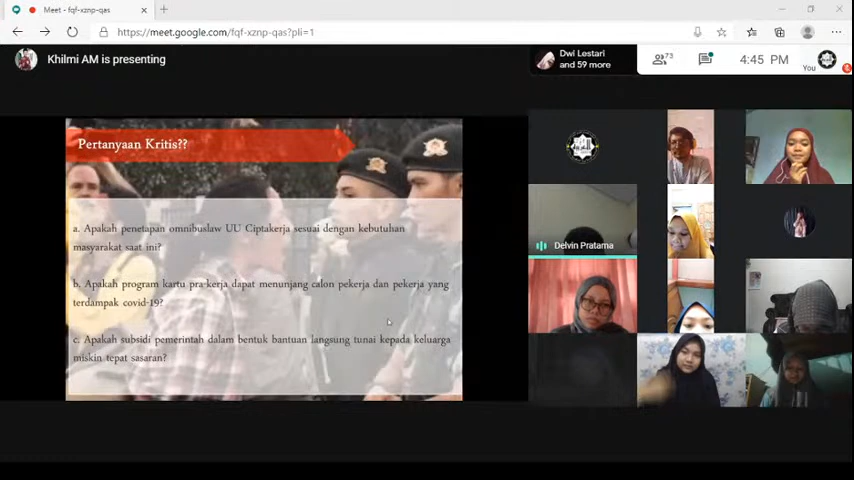 Meet - fqf-xznp-qas
https://meet.google.com/fqf-xznp-qas?pli=1
Khilmi AM is presenting
Dwi Lestari
and 59 more
73
4:45 PM
You
Pertanyaan Kritis??
a. Apakah penetapan omnibuslaw UU Ciptakerja sesuai dengan kebutuhan
masyarakat saat ini?
b. Apakah program kartu pra-kerja dapat menunjang calon pekerja dan pekerja yang
terdampak covid-19?
c. Apakah subsidi pemerintah dalam bentuk bantuan langsung tunai kepada keluarga
miskin tepat sasaran?
Delvin Pratama